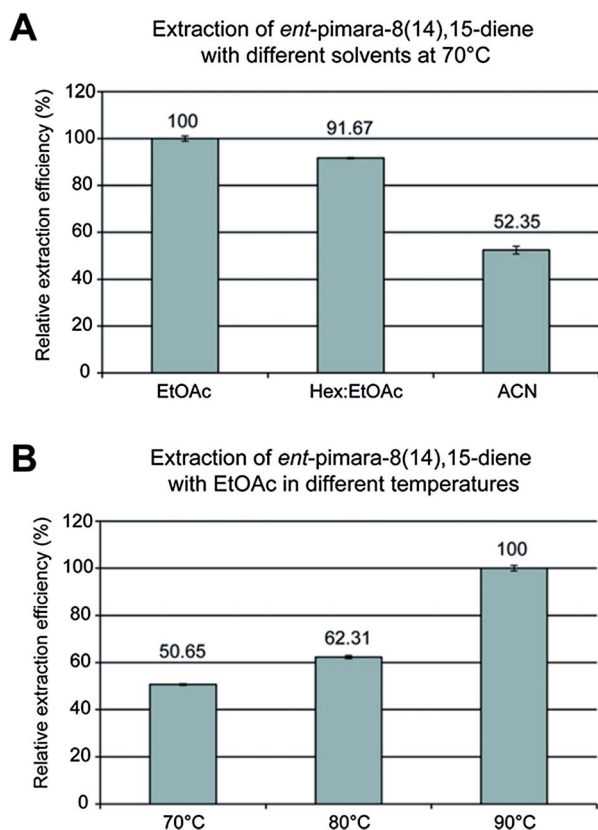 A
Extraction of ent-pimara-8(14),15-diene
with different solvents at 70°C
Relative extraction efficiency (%)
120
100
80
60
40
20
0
100
91.67
52.35
EtOAc
Hex:EtOAc
ACN
B
Extraction of ent-pimara-8(14),15-diene
with EtOAc in different temperatures
Relative extraction efficiency (%)
120
100
80
60
40
20
0
50.65
62.31
100
70°C
80°C
90°C